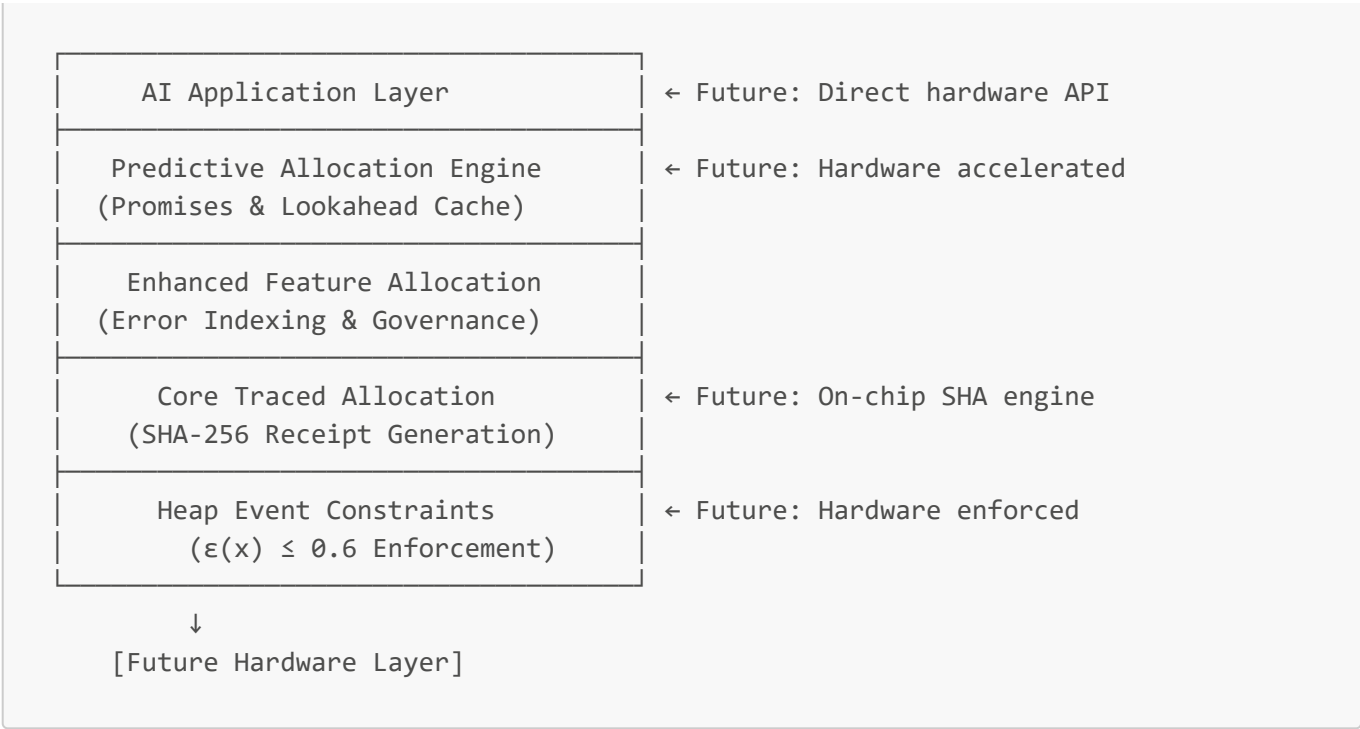 AI Application Layer ← Future: Direct hardware API
Predictive Allocation Engine ← Future: Hardware accelerated
(Promises & Lookahead Cache)
Enhanced Feature Allocation
(Error Indexing & Governance)
Core Traced Allocation ← Future: On-chip SHA engine
(SHA-256 Receipt Generation)
Heap Event Constraints ← Future: Hardware enforced
(ε(x) ≤ 0.6 Enforcement)
↓
[Future Hardware Layer]